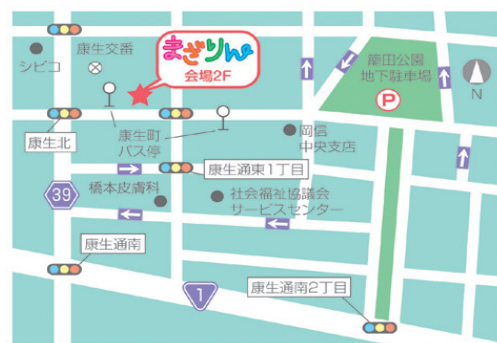 康生交番
シビコ
まざりん
会場2F
籠田公園
地下駐車場
P
N
康生北
康生町
バス停
岡信
中央支店
康生通東1丁目
39
橋本皮膚科
社会福祉協議会
サービスセンター
康生通南
1
康生通南2丁目